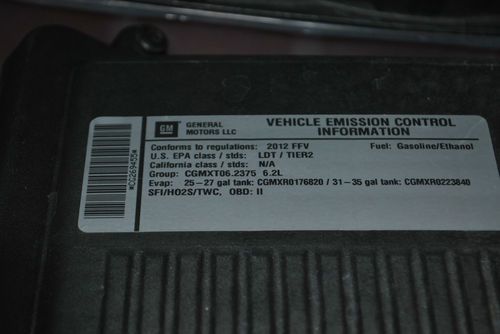 GM GENERAL MOTORS LLC
VEHICLE EMISSION CONTROL INFORMATION
Conforms to regulations: 2012 FFV Fuel: Gasoline/Ethanol
U.S. EPA class / stds: LDT / TIER2
California class / stds: N/A
Group: CGMXT06.2375 6.2L
Evap: 25-27 gal tank: CGMXR0176820 / 31-35 gal tank: CGMXR0223840
SFI/HO2S/TWC, OBD: II
*CG269455*